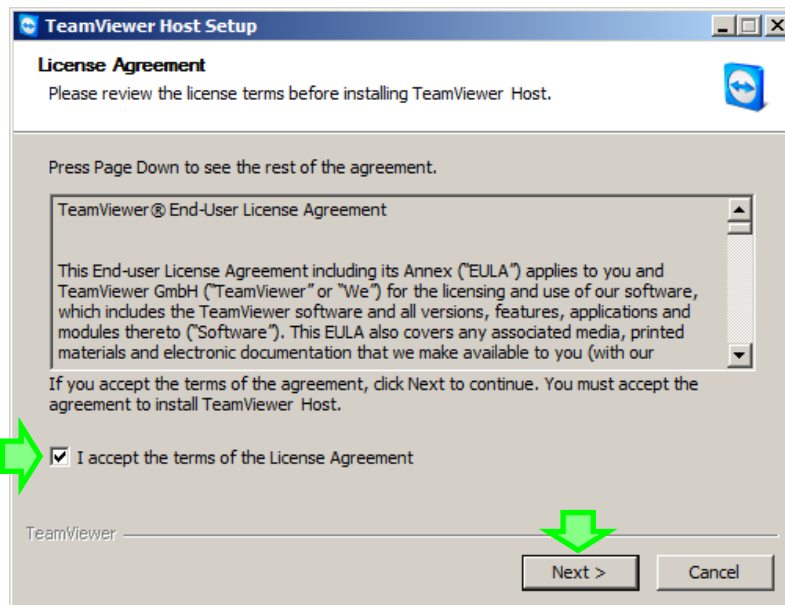 TeamViewer Host Setup
License Agreement
Please review the license terms before installing TeamViewer Host.
Press Page Down to see the rest of the agreement.
TeamViewer® End-User License Agreement
This End-user License Agreement including its Annex ("EULA") applies to you and
TeamViewer GmbH ("TeamViewer" or "We") for the licensing and use of our software,
which includes the TeamViewer software and all versions, features, applications and
modules thereto ("Software"). This EULA also covers any associated media, printed
materials and electronic documentation that we make available to you (with our
If you accept the terms of the agreement, click Next to continue. You must accept the
agreement to install TeamViewer Host.
I accept the terms of the License Agreement
TeamViewer
Next >
Cancel